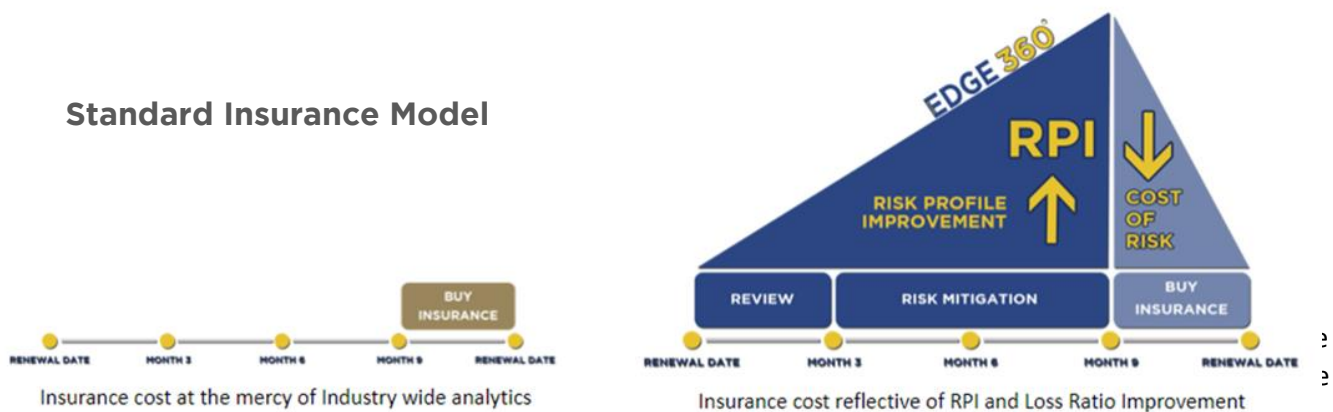 Standard Insurance Model
BUY
INSURANCE
RENEWAL DATE
MONTH 3
MONTH 6
MONTH 9
RENEWAL DATE
Insurance cost at the mercy of Industry wide analytics
EDGE 360°
RPI
RISK PROFILE
IMPROVEMENT
COST
OF
RISK
REVIEW
RISK MITIGATION
BUY
INSURANCE
RENEWAL DATE
MONTH 3
MONTH 6
MONTH 9
RENEWAL DATE
Insurance cost reflective of RPI and Loss Ratio Improvement
e
e